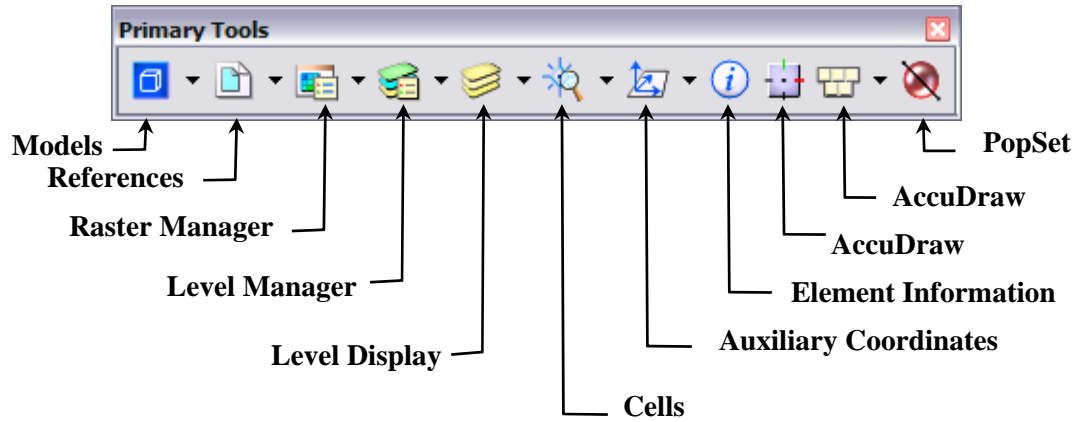 Primary Tools
Models
PopSet
References
AccuDraw
Raster Manager
AccuDraw
Level Manager
Element Information
Level Display
Auxiliary Coordinates
Cells